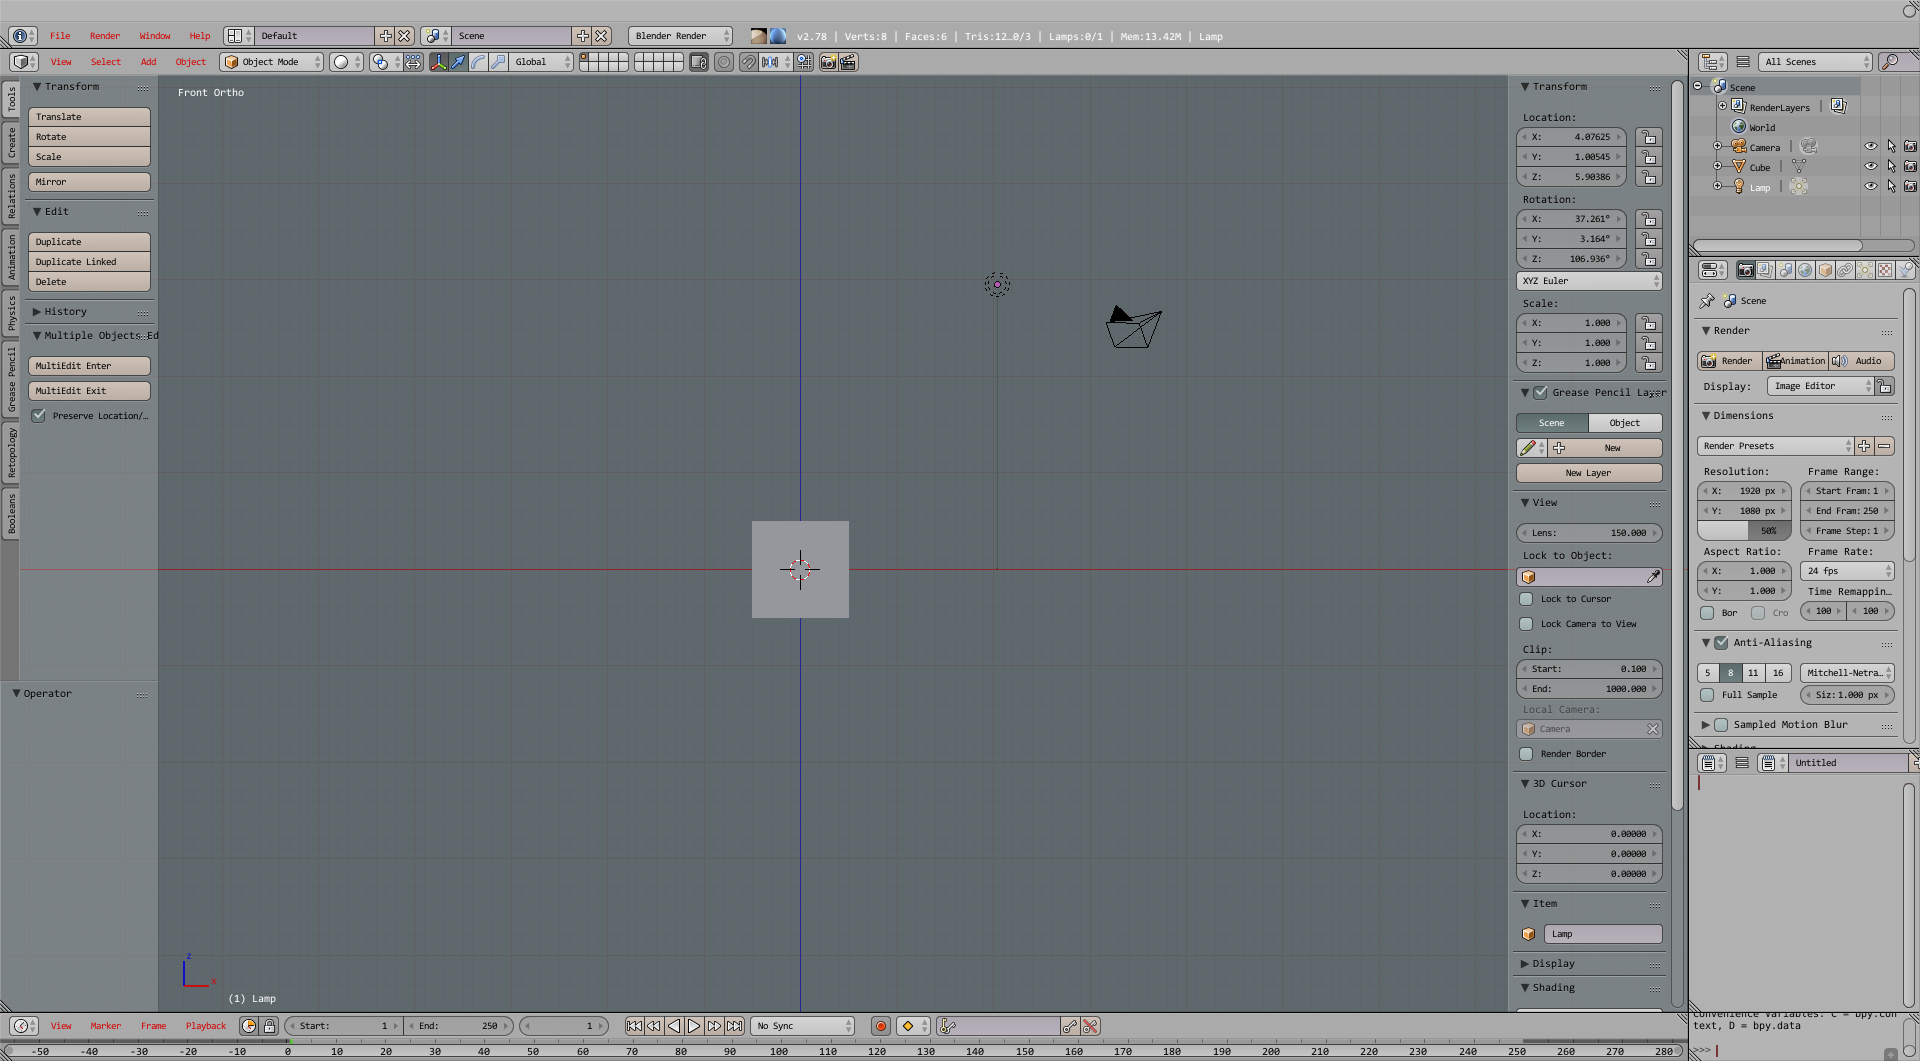 File Render Window Help Default Scene Blender Render v2.78 | Verts:8 | Faces:6 | Tris:12…0/3 | Lamps:0/1 | Mem:13.42M | Lamp
View Select Add Object Object Mode Global All Scenes
Tools
Create
Relations
Animation
Physics
Grease Pencil
Retopology
Booleans
Transform
Translate
Rotate
Scale
Mirror
Edit
Duplicate
Duplicate Linked
Delete
History
Multiple Objects Ed
MultiEdit Enter
MultiEdit Exit
Preserve Location/…
Operator
Front Ortho
z
x
(1) Lamp
Transform
Location:
X: 4.07625
Y: 1.00545
Z: 5.90386
Rotation:
X: 37.261°
Y: 3.164°
Z: 106.936°
XYZ Euler
Scale:
X: 1.000
Y: 1.000
Z: 1.000
Grease Pencil Layer
Scene Object
New
New Layer
View
Lens: 150.000
Lock to Object:
Lock to Cursor
Lock Camera to View
Clip:
Start: 0.100
End: 1000.000
Local Camera:
Camera
Render Border
3D Cursor
Location:
X: 0.00000
Y: 0.00000
Z: 0.00000
Item
Lamp
Display
Shading
Scene
RenderLayers |
World
Camera |
Cube |
Lamp |
Scene
Render
Render Animation Audio
Display: Image Editor
Dimensions
Render Presets
Resolution: Frame Range:
X: 1920 px Start Fram: 1
Y: 1080 px End Fram: 250
50% Frame Step: 1
Aspect Ratio: Frame Rate:
X: 1.000 24 fps
Y: 1.000 Time Remappin…
Bor Cro 100 100
Anti-Aliasing
5 8 11 16 Mitchell-Netra…
Full Sample Siz: 1.000 px
Sampled Motion Blur
Shading
Untitled
Convenience Variables: C = bpy.con
text, D = bpy.data
>>>
View Marker Frame Playback Start: 1 End: 250 1 No Sync
-50 -40 -30 -20 -10 0 10 20 30 40 50 60 70 80 90 100 110 120 130 140 150 160 170 180 190 200 210 220 230 240 250 260 270 280